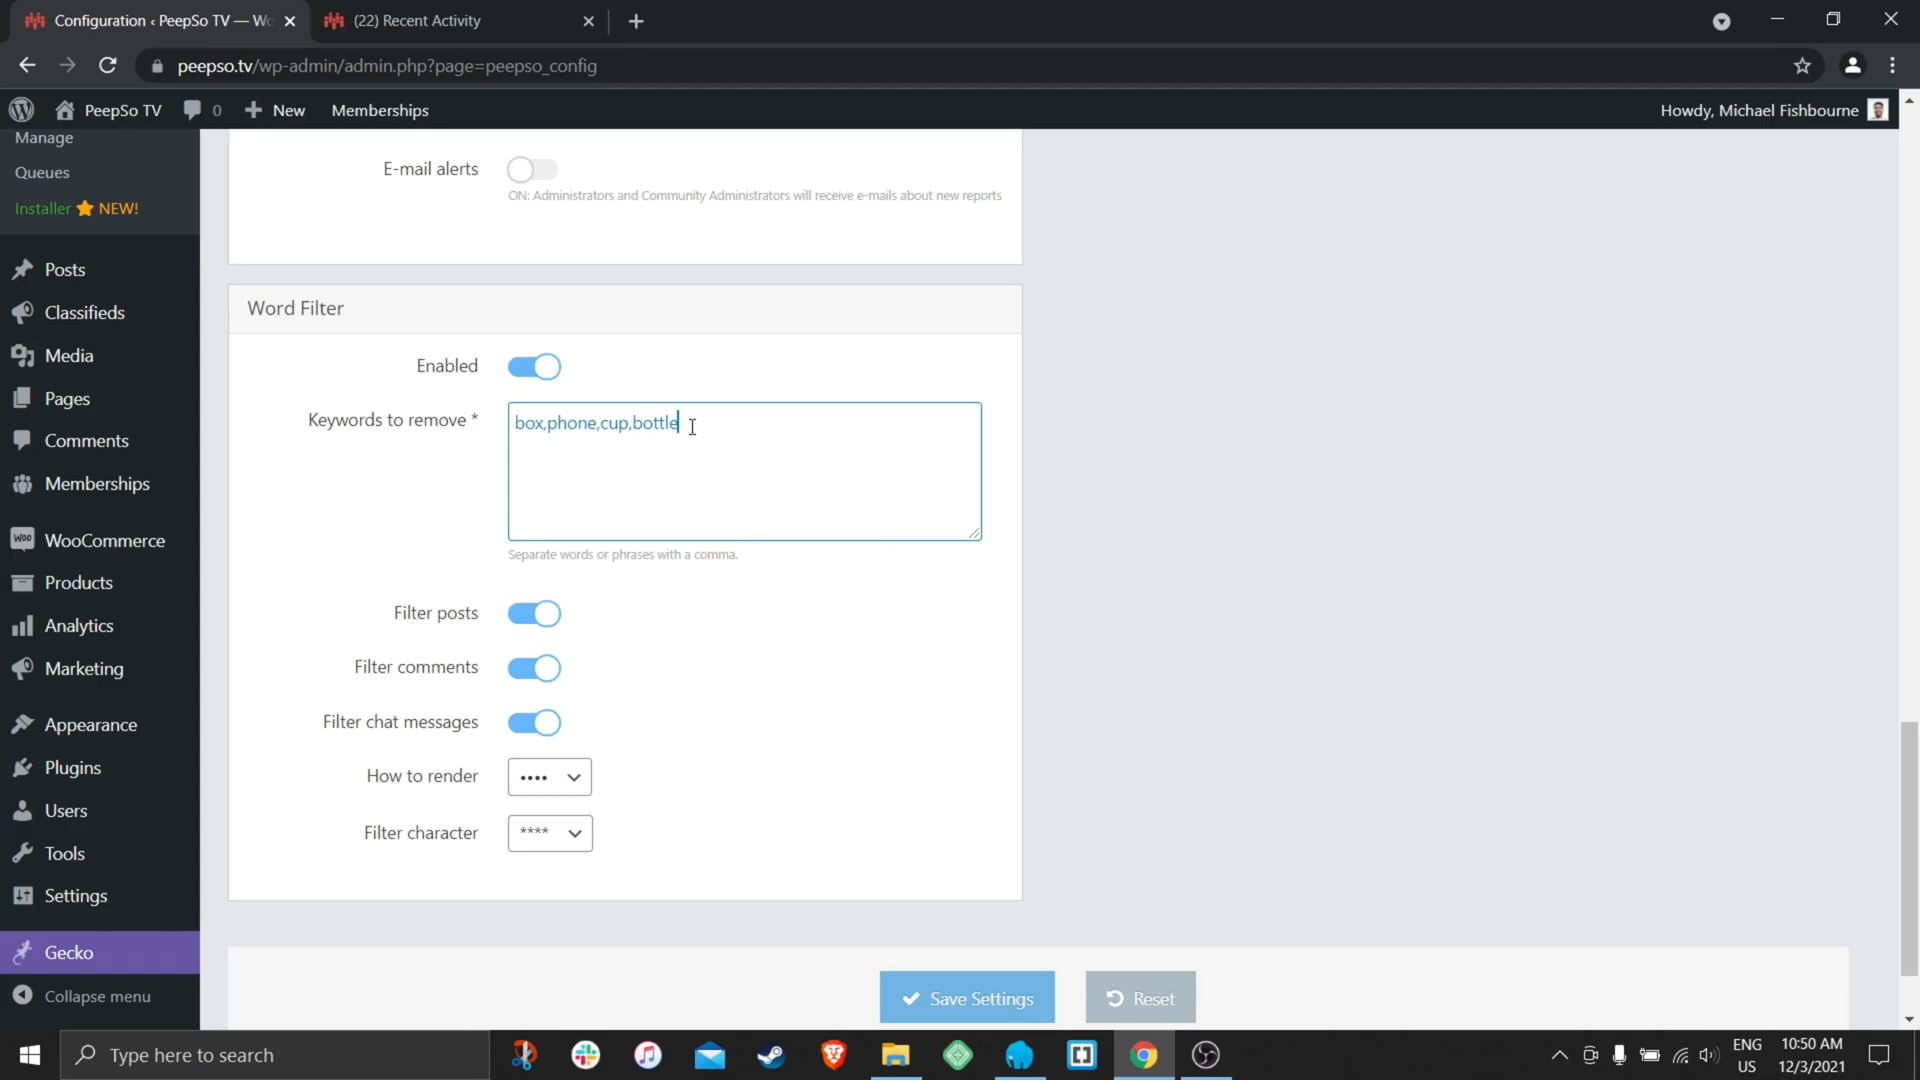 Configuration ‹ PeepSo TV — Wo
(22) Recent Activity
peepso.tv/wp-admin/admin.php?page=peepso_config
PeepSo TV
0
New
Memberships
Howdy, Michael Fishbourne
Manage
Queues
Installer NEW!
Posts
Classifieds
Media
Pages
Comments
Memberships
Woo
WooCommerce
Products
Analytics
Marketing
Appearance
Plugins
Users
Tools
Settings
Gecko
Collapse menu
E-mail alerts
ON: Administrators and Community Administrators will receive e-mails about new reports
Word Filter
Enabled
Keywords to remove *
box,phone,cup,bottle
Separate words or phrases with a comma.
Filter posts
Filter comments
Filter chat messages
How to render
••••
Filter character
****
Save Settings
Reset
Type here to search
ENG
US
10:50 AM
12/3/2021